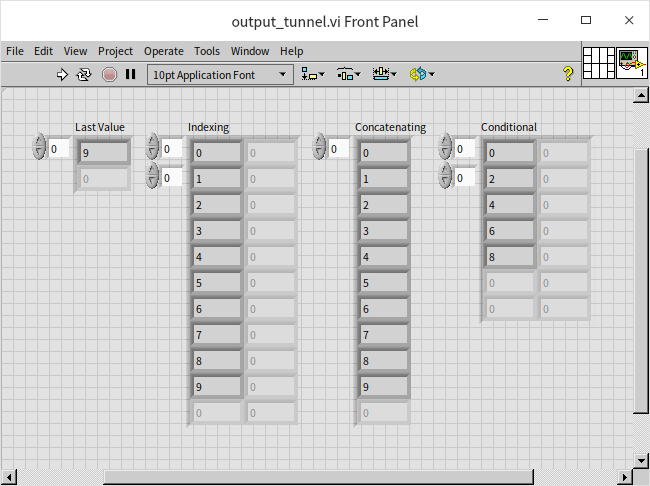 output_tunnel.vi Front Panel
File Edit View Project Operate Tools Window Help
10pt Application Font ? 1
Last Value Indexing Concatenating Conditional
0 9 0 0 0 0 0 0 0 0
0 0 1 0 1 0 2 0
2 0 2 4 0
3 0 3 6 0
4 0 4 8 0
5 0 5 0 0
6 0 6 0 0
7 0 7
8 0 8
9 0 9
0 0 0